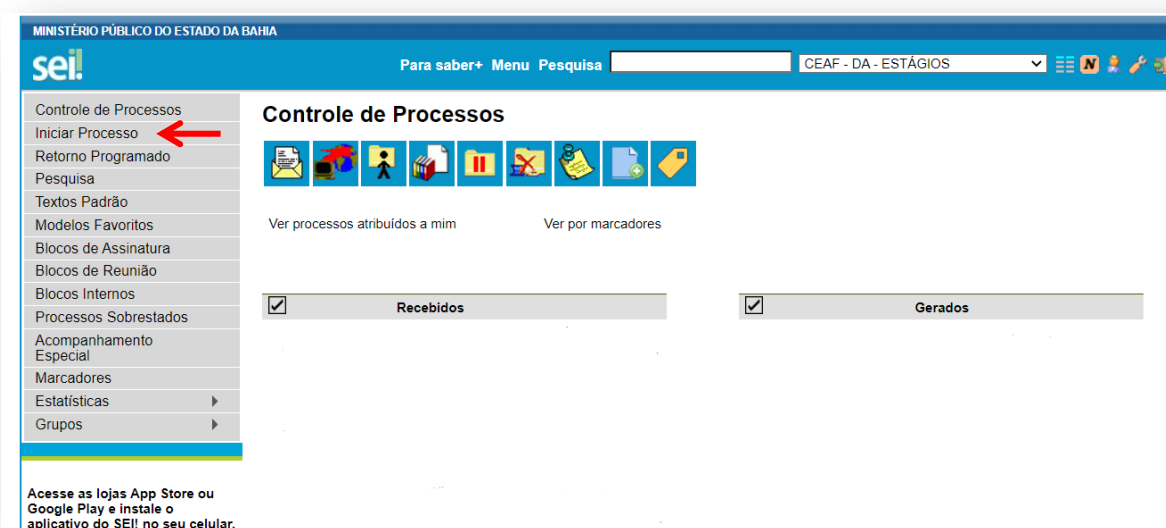 MINISTÉRIO PÚBLICO DO ESTADO DA BAHIA
sei!
Para saber+ Menu Pesquisa
CEAF - DA - ESTÁGIOS
N
Controle de Processos
Iniciar Processo
Retorno Programado
Pesquisa
Textos Padrão
Modelos Favoritos
Blocos de Assinatura
Blocos de Reunião
Blocos Internos
Processos Sobrestados
Acompanhamento
Especial
Marcadores
Estatísticas
Grupos
Acesse as lojas App Store ou
Google Play e instale o
aplicativo do SEI! no seu celular.
Controle de Processos
Ver processos atribuídos a mim
Ver por marcadores
Recebidos
Gerados